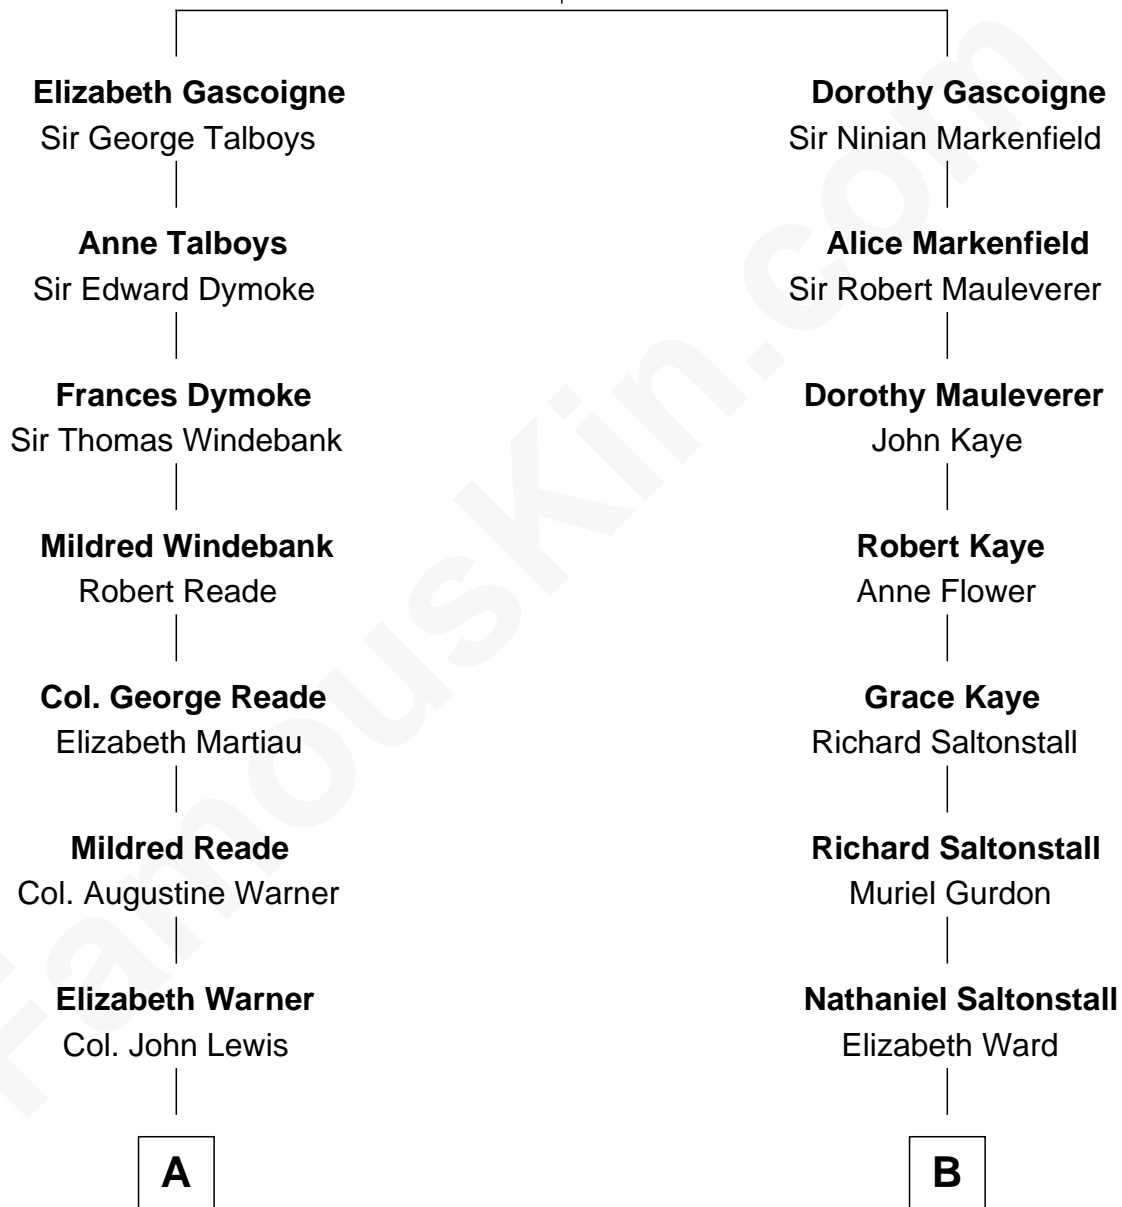 Elizabeth Gascoigne
Sir George Talboys
Anne Talboys
Sir Edward Dymoke
Frances Dymoke
Sir Thomas Windebank
Mildred Windebank
Robert Reade
Col. George Reade
Elizabeth Martiau
Mildred Reade
Col. Augustine Warner
Elizabeth Warner
Col. John Lewis
A
Dorothy Gascoigne
Sir Ninian Markenfield
Alice Markenfield
Sir Robert Mauleverer
Dorothy Mauleverer
John Kaye
Robert Kaye
Anne Flower
Grace Kaye
Richard Saltonstall
Richard Saltonstall
Muriel Gurdon
Nathaniel Saltonstall
Elizabeth Ward
B
FamousKin.com